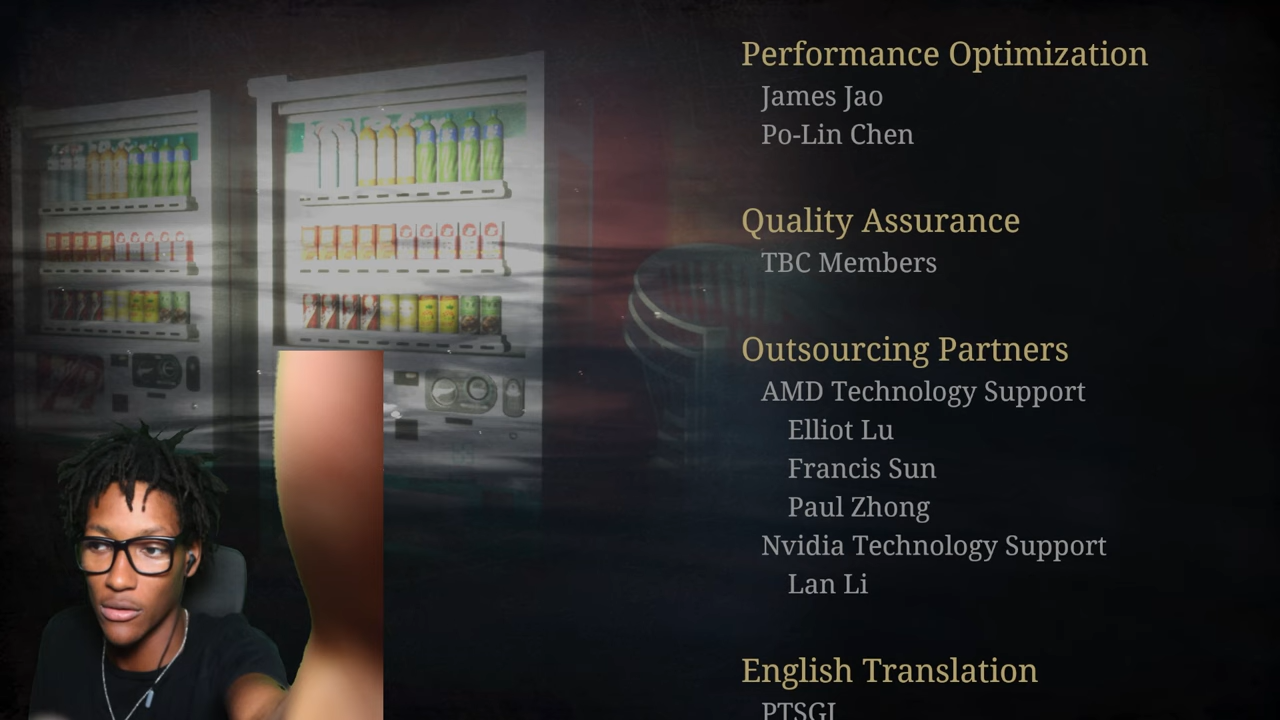 Performance Optimization
James Jao
Po-Lin Chen
Quality Assurance
TBC Members
Outsourcing Partners
AMD Technology Support
Elliot Lu
Francis Sun
Paul Zhong
Nvidia Technology Support
Lan Li
English Translation
PTSGI